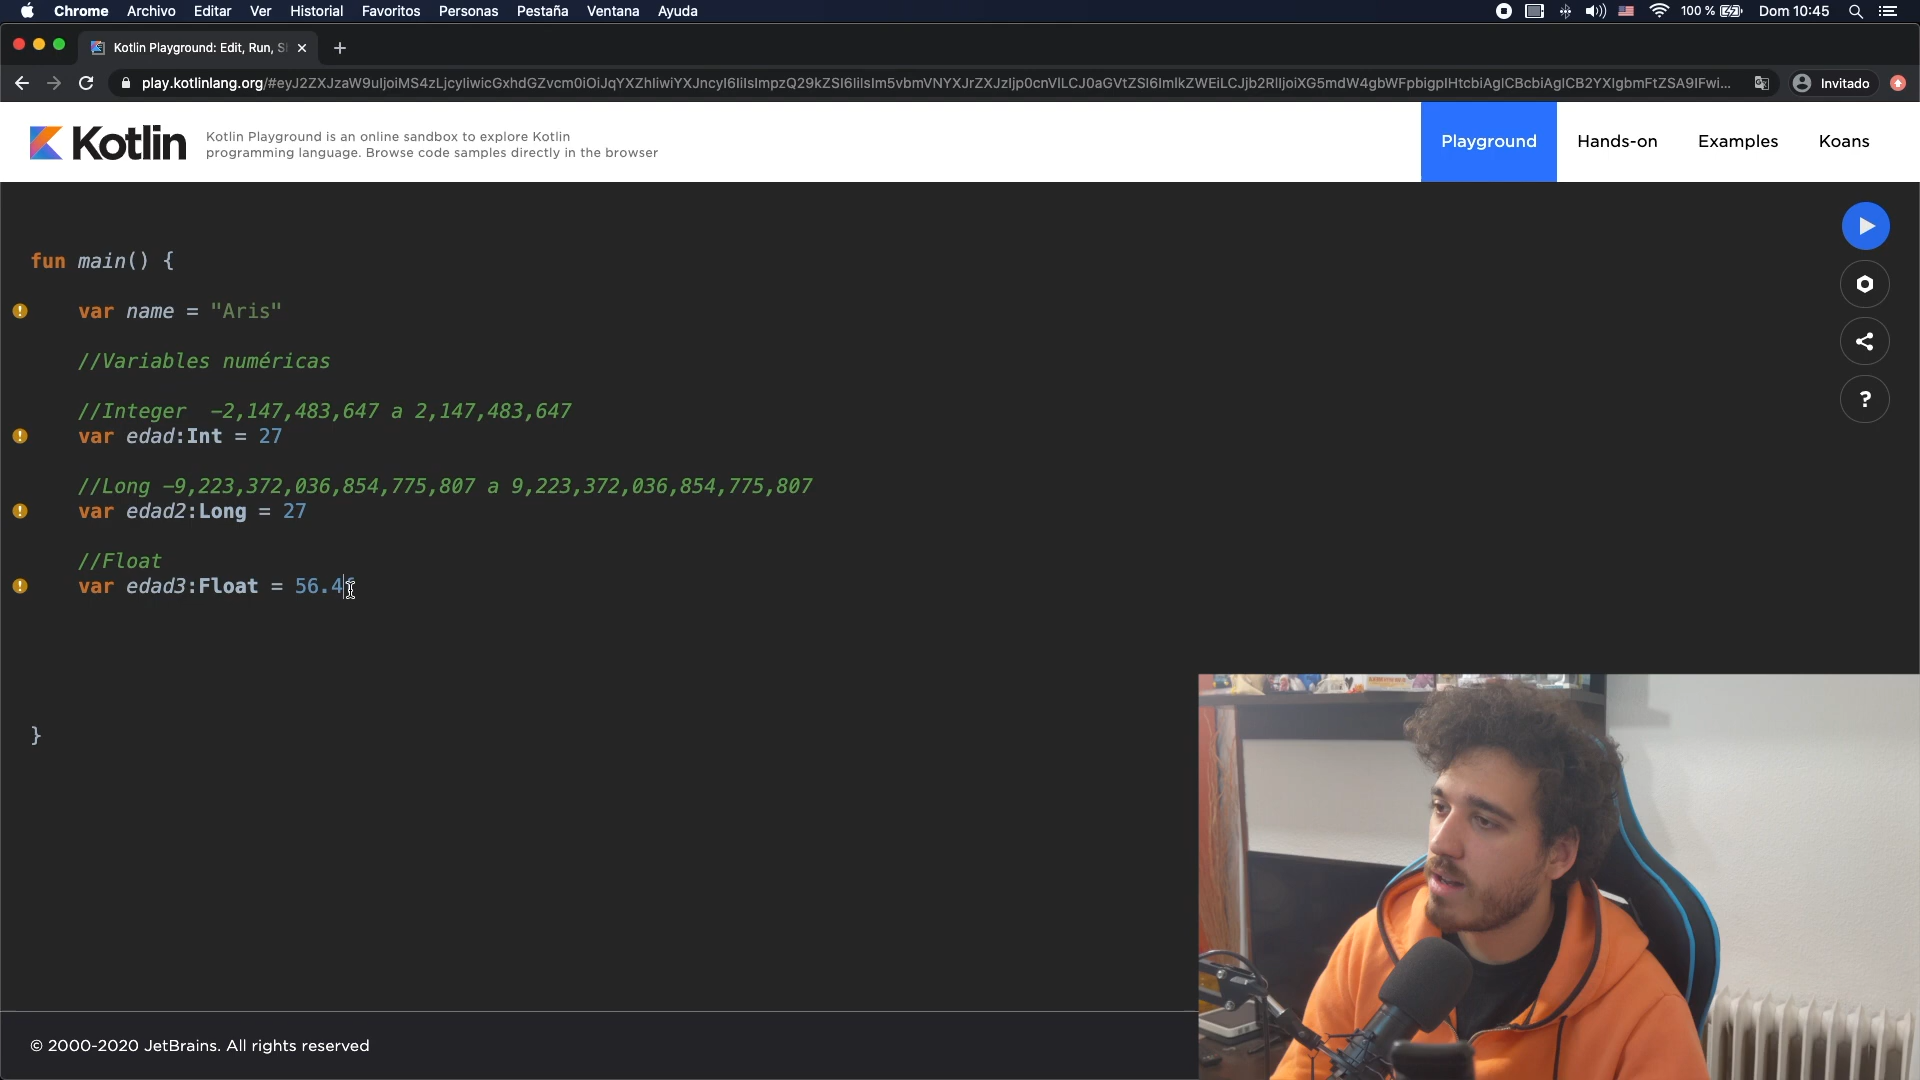 Chrome Archivo Editar Ver Historial Favoritos Personas Pestaña Ventana Ayuda 100 % Dom 10:45
Kotlin Playground: Edit, Run, S
play.kotlinlang.org Invitado
Kotlin
Kotlin Playground is an online sandbox to explore Kotlin
programming language. Browse code samples directly in the browser
Playground Hands-on Examples Koans
fun main() {
var name = "Aris"
//Variables numéricas
//Integer -2,147,483,647 a 2,147,483,647
var edad:Int = 27
//Long -9,223,372,036,854,775,807 a 9,223,372,036,854,775,807
var edad2:Long = 27
//Float
var edad3:Float = 56.4f
}
© 2000-2020 JetBrains. All rights reserved